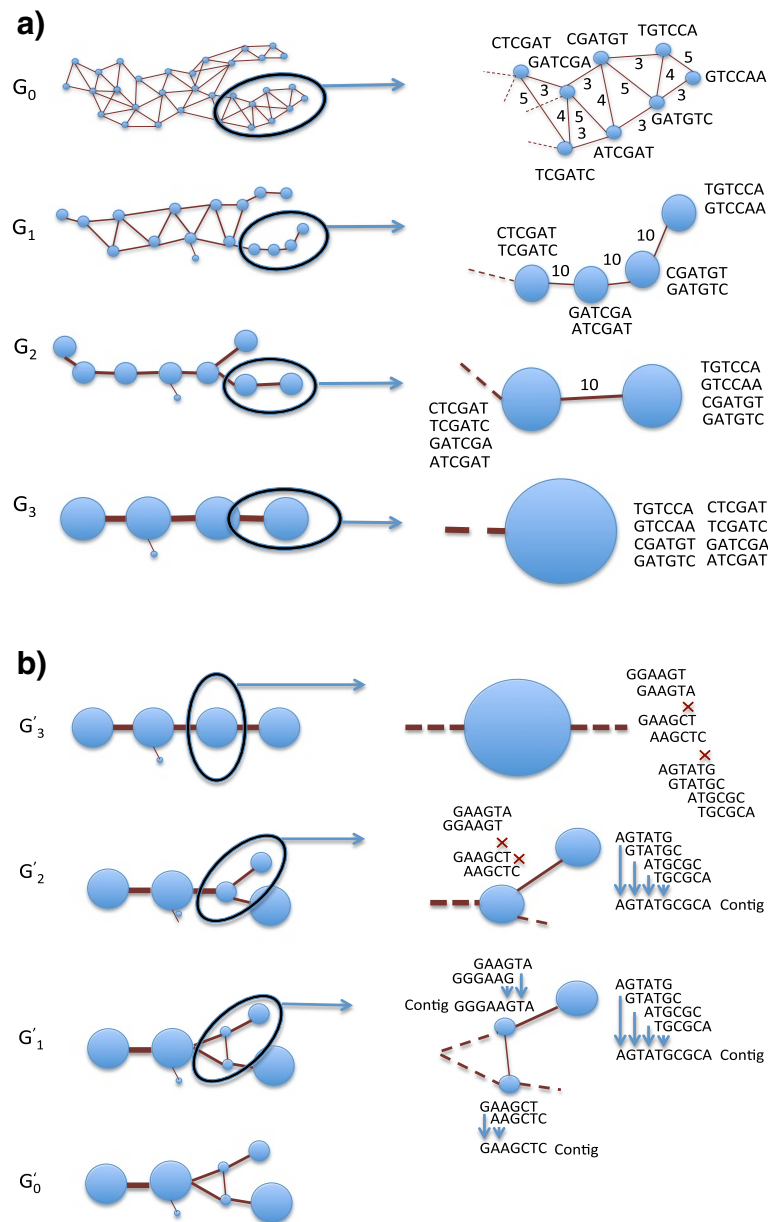 a)
G0
CTCGAT
GATCGA
CGATGT
TGTCCA
GTCCAA
GATGTC
ATCGAT
TCGATC
3
3
3
5
5
4
5
3
4
5
4
3
3
G1
TGTCCA
GTCCAA
CTCGAT
TCGATC
10
10
10
CGATGT
GATGTC
GATCGA
ATCGAT
G2
10
TGTCCA
GTCCAA
CGATGT
GATGTC
CTCGAT
TCGATC
GATCGA
ATCGAT
G3
TGTCCA CTCGAT
GTCCAA TCGATC
CGATGT GATCGA
GATGTC ATCGAT
b)
G'3
GGAAGT
GAAGTA
GAAGCT
AAGCTC
AGTATG
GTATGC
ATGCGC
TGCGCA
G'2
GAAGTA
GGAAGT
GAAGCT
AAGCTC
AGTATG
GTATGC
ATGCGC
TGCGCA
AGTATGCGCA Contig
G'1
GAAGTA
GGGAAG
Contig GGGAAGTA
AGTATG
GTATGC
ATGCGC
TGCGCA
AGTATGCGCA Contig
GAAGCT
AAGCTC
GAAGCTC Contig
G'0